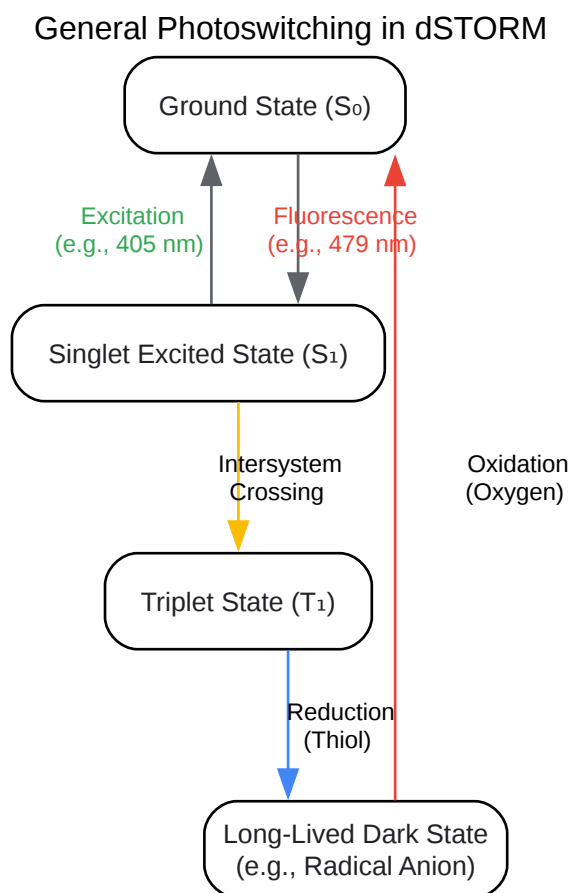 General Photoswitching in dSTORM
Ground State (S₀)
Excitation
(e.g., 405 nm)
Fluorescence
(e.g., 479 nm)
Singlet Excited State (S₁)
Intersystem
Crossing
Oxidation
(Oxygen)
Triplet State (T₁)
Reduction
(Thiol)
Long-Lived Dark State
(e.g., Radical Anion)